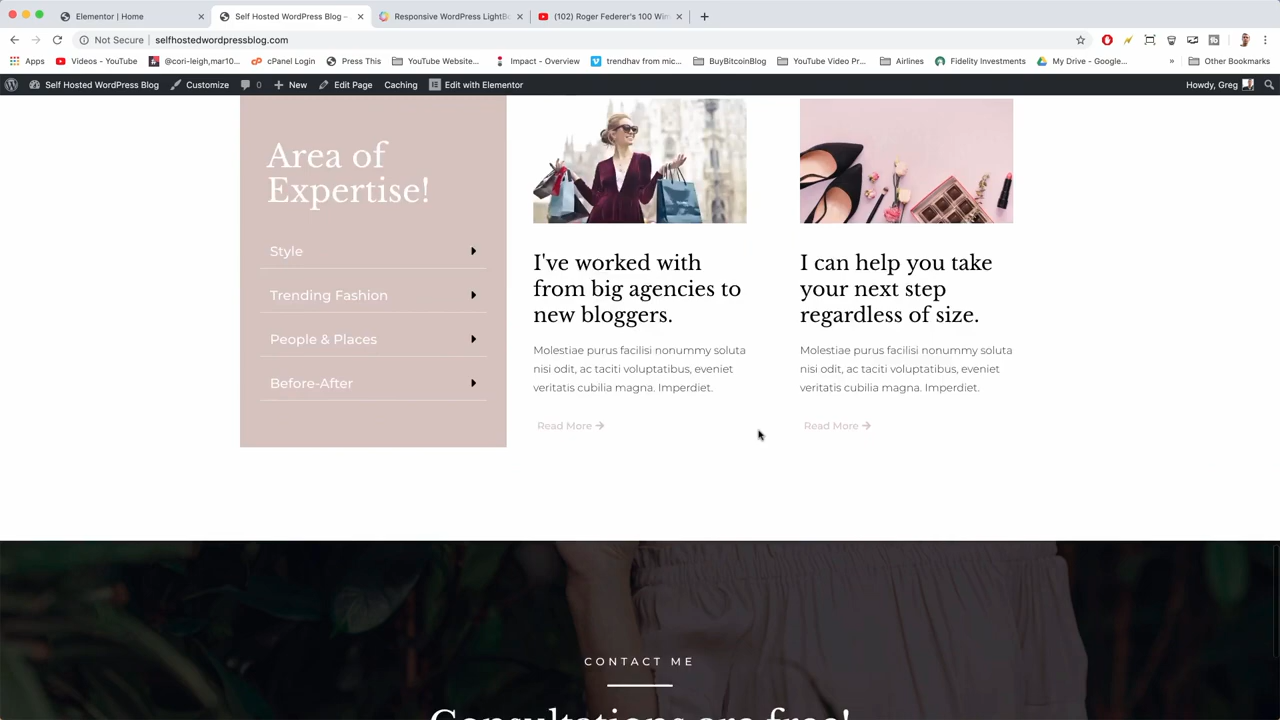 Elementor | Home
Self Hosted WordPress Blog –
Responsive WordPress LightBo
(102) Roger Federer's 100 Win
Not Secure | selfhostedwordpressblog.com
Apps
Videos - YouTube
@cori-leigh,mar10...
cPanel Login
Press This
YouTube Website...
Impact - Overview
trendhav from mic...
BuyBitcoinBlog
YouTube Video Pr...
Airlines
Fidelity Investments
My Drive - Google...
»
Other Bookmarks
Self Hosted WordPress Blog
Customize
0
New
Edit Page
Caching
Edit with Elementor
Howdy, Greg
Area of
Expertise!
Style
Trending Fashion
People & Places
Before-After
I've worked with
from big agencies to
new bloggers.
Molestiae purus facilisi nonummy soluta
nisi odit, ac taciti voluptatibus, eveniet
veritatis cubilia magna. Imperdiet.
Read More
I can help you take
your next step
regardless of size.
Molestiae purus facilisi nonummy soluta
nisi odit, ac taciti voluptatibus, eveniet
veritatis cubilia magna. Imperdiet.
Read More
CONTACT ME
Consultations are free!